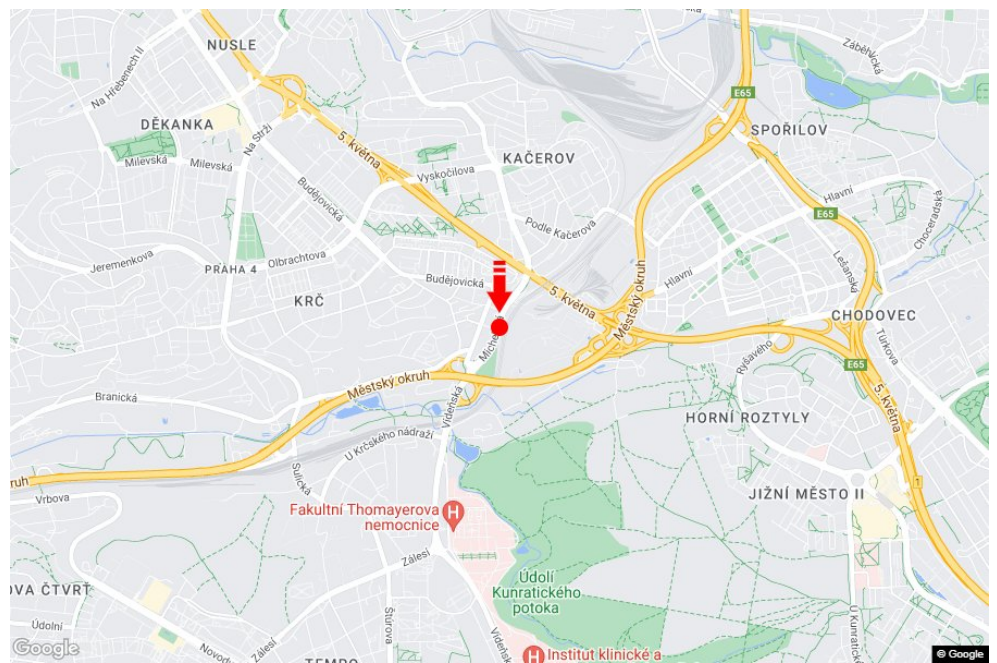 NUSLE
Na Hřebenech II
DĚKANKA
Na Strži
Milevská
Milevská
5. května
KAČEROV
Vyskočilova
Budějovická
Podle Kačerova
Záběhlická
E65
SPOŘILOV
Hlavní
E65
Choceradská
Jeremenkova
PRAHA 4
Olbrachtova
Budějovická
KRČ
Hlavní
Lešanská
5. května
Městský okruh
CHODOVEC
Türkova
Ryšavého
E65
5. května
Městský okruh
Branická
Vídeňská
U Krčského nádraží
HORNÍ ROZTYLY
Sulická
Vrbova
1
JIŽNÍ MĚSTO II
Fakultní Thomayerova
nemocnice
H
Zálesí
Údolí
Kunratického
potoka
OVA ČTVRŤ
Údolní
Štúrova
Zálesí
Vídeňská
H
Institut klinické a
Google
© Google